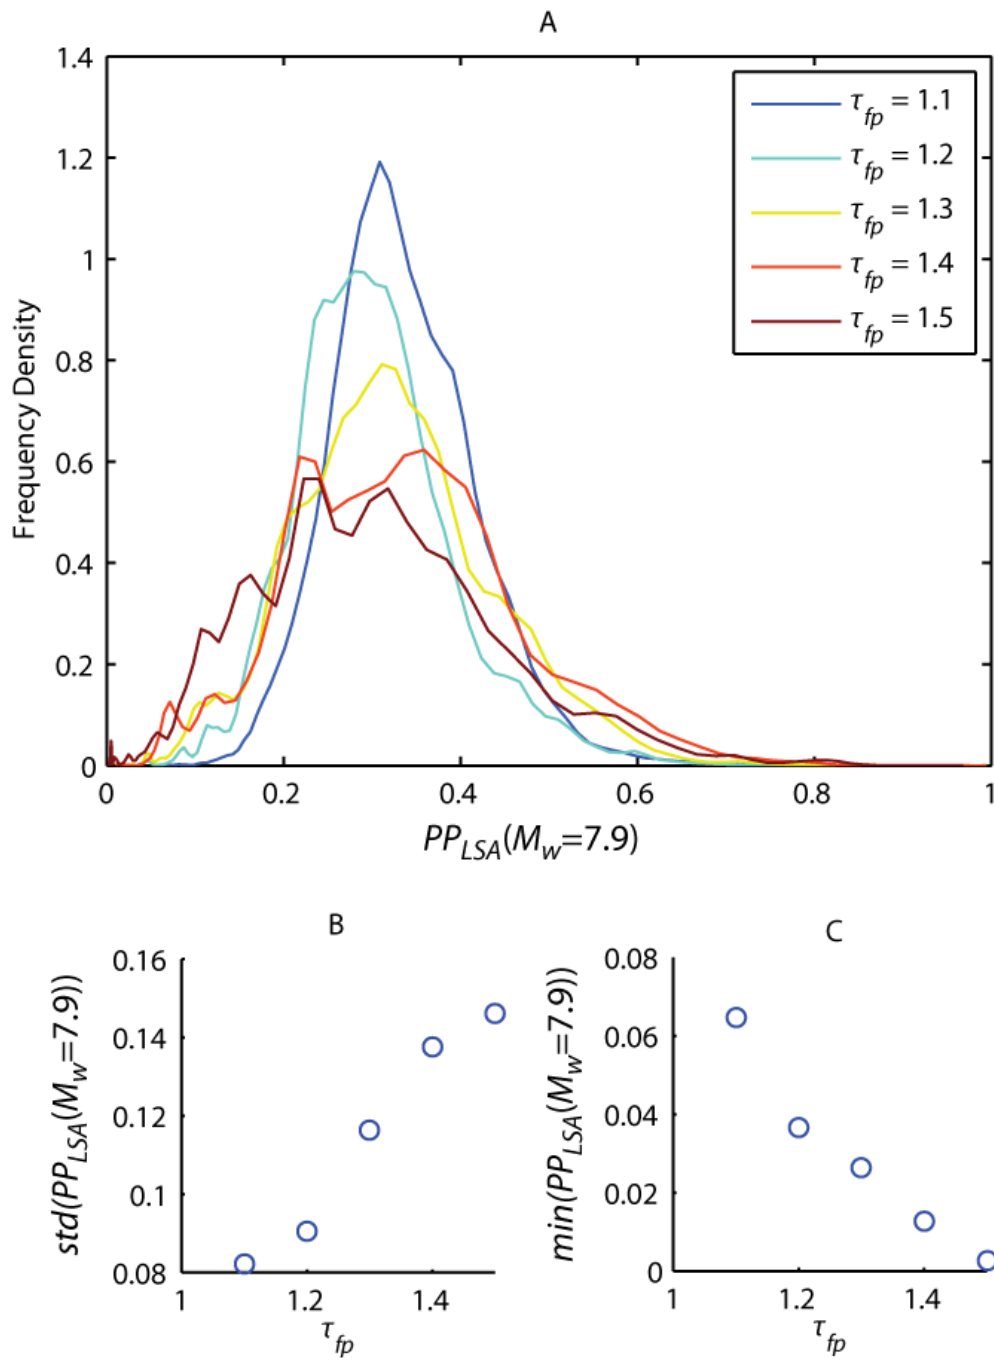 A
1.4
1.2
1
0.8
0.6
0.4
0.2
0
Frequency Density
τfp = 1.1
τfp = 1.2
τfp = 1.3
τfp = 1.4
τfp = 1.5
0 0.2 0.4 0.6 0.8 1
PPLSA(Mw=7.9)
B
0.16
0.14
0.12
0.1
0.08
std(PPLSA(Mw=7.9))
1 1.2 1.4
τfp
C
0.08
0.06
0.04
0.02
0
min(PPLSA(Mw=7.9))
1 1.2 1.4
τfp